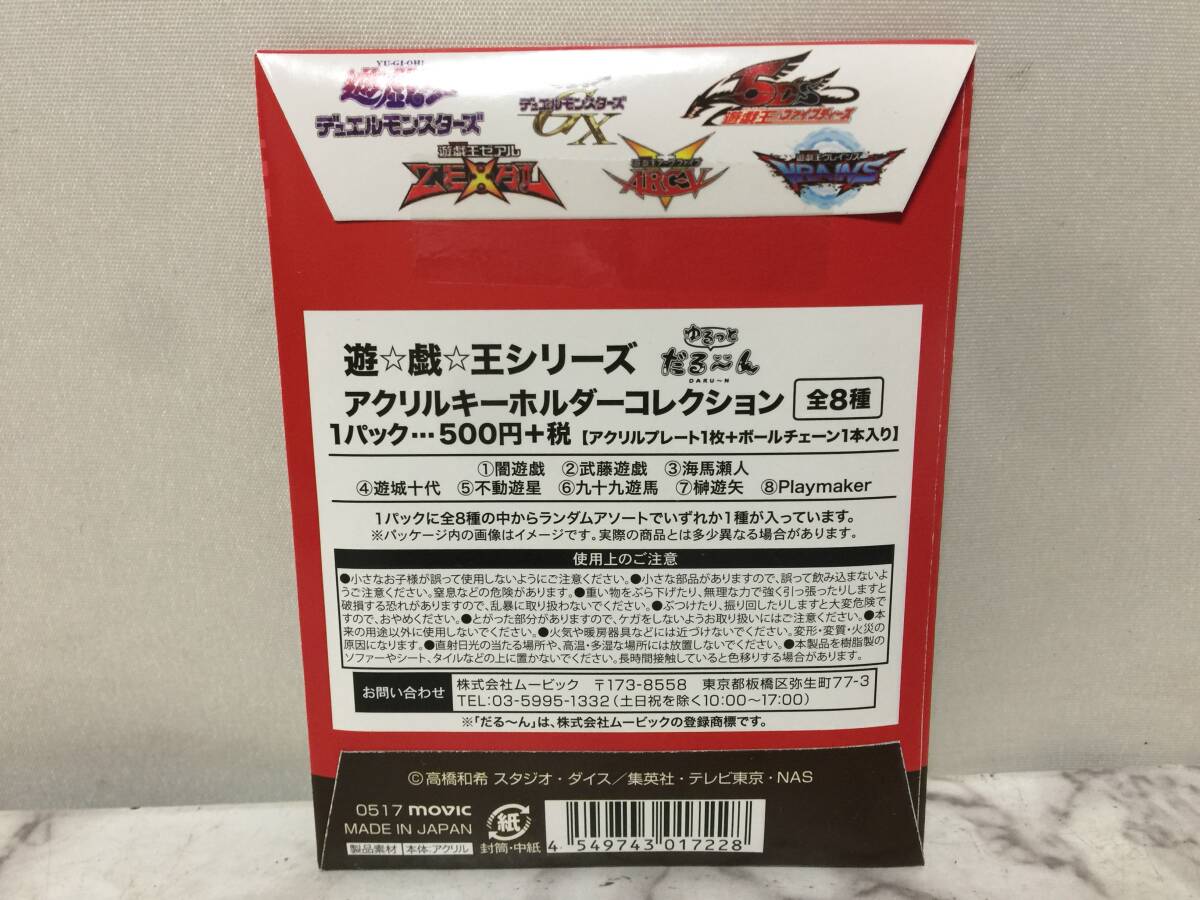 YU-GI-OH!
遊戯王
デュエルモンスターズ
デュエルモンスターズ
GX
5D's
遊戯王ファイブディーズ
遊戯王ゼアル
ZEXAL
遊戯王アークファイブ
ARC-V
遊戯王ヴレインズ
VRAINS
遊☆戯☆王シリーズ
ゆるっと
だる〜ん
DARU〜N
アクリルキーホルダーコレクション 全8種
1パック…500円+税【アクリルプレート1枚+ボールチェーン1本入り】
①闇遊戯 ②武藤遊戯 ③海馬瀬人
④遊城十代 ⑤不動遊星 ⑥九十九遊馬 ⑦榊遊矢 ⑧Playmaker
1パックに全8種の中からランダムアソートでいずれか1種が入っています。
※パッケージ内の画像はイメージです。実際の商品とは多少異なる場合があります。
使用上のご注意
●小さなお子様が誤って使用しないようにご注意ください。●小さな部品がありますので、誤って飲み込まないよ
うご注意ください。窒息などの危険があります。●重い物をぶら下げたり、無理な力で強く引っ張ったりしますと
破損する恐れがありますので、乱暴に取り扱わないでください。●ぶつけたり、振り回したりしますと大変危険で
すので、おやめください。●とがった部分がありますので、ケガをしないようお取り扱いにはご注意ください。●本
来の用途以外に使用しないでください。●火気や暖房器具などには近づけないでください。変形・変質・火災の
原因になります。●直射日光の当たる場所や、高温・多湿な場所には放置しないでください。●本製品を樹脂製の
ソファーやシート、タイルなどの上に置かないでください。長時間接触していると色移りする場合があります。
お問い合わせ
株式会社ムービック 〒173-8558 東京都板橋区弥生町77-3
TEL:03-5995-1332(土日祝を除く10:00〜17:00)
※「だる〜ん」は、株式会社ムービックの登録商標です。
©高橋和希 スタジオ・ダイス／集英社・テレビ東京・NAS
0517 movic
MADE IN JAPAN
製品素材 本体:アクリル
紙
封筒・中紙
4 549743 017228